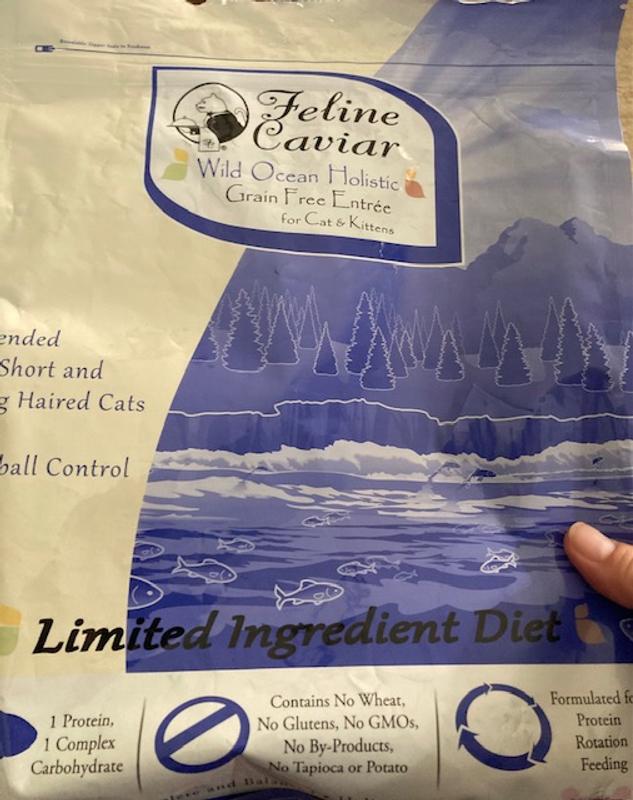 Feline
Caviar
Wild Ocean Holistic
Grain Free Entrée
for Cat & Kittens
ended
Short and
g Haired Cats
ball Control
Limited Ingredient Diet
1 Protein,
1 Complex
Carbohydrate
Contains No Wheat,
No Glutens, No GMOs,
No By-Products,
No Tapioca or Potato
Formulated fo
Protein
Rotation
Feeding